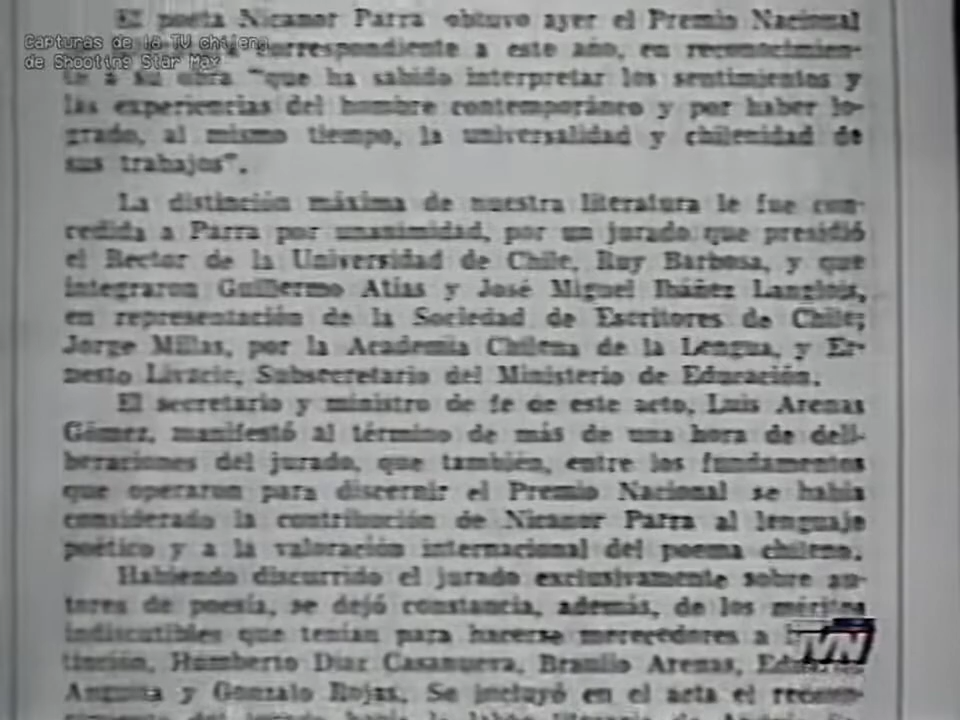 El poeta Nicanor Parra obtuvo ayer el Premio Nacional
Capturas de la TV chilena
de Shooting Star Max
correspondiente a este año, en reconocimien-
to a su obra "que ha sabido interpretar los sentimientos y
las experiencias del hombre contemporáneo y por haber lo-
grado, al mismo tiempo, la universalidad y chilenidad de
sus trabajos".
La distinción máxima de nuestra literatura le fue con-
cedida a Parra por unanimidad, por un jurado que presidió
el Rector de la Universidad de Chile, Ruy Barbosa, y que
integraron Guillermo Atías y José Miguel Ibáñez Langlois,
en representación de la Sociedad de Escritores de Chile;
Jorge Millas, por la Academia Chilena de la Lengua, y Er-
nesto Livacic, Subsecretario del Ministerio de Educación.
El secretario y ministro de fe de este acto, Luis Arenas
Gómez, manifestó al término de más de una hora de deli-
beraciones del jurado, que también, entre los fundamentos
que operaron para discernir el Premio Nacional se había
considerado la contribución de Nicanor Parra al lenguaje
poético y a la valoración internacional del poema chileno.
Habiendo discurrido el jurado exclusivamente sobre au-
tores de poesía, se dejó constancia, además, de los méritos
indiscutibles que tenían para hacerse merecedores a
tinción, Humberto Díaz Casanueva, Braulio Arenas, Eduardo
Anguita y Gonzalo Rojas. Se incluyó en el acta el recono-
TVN